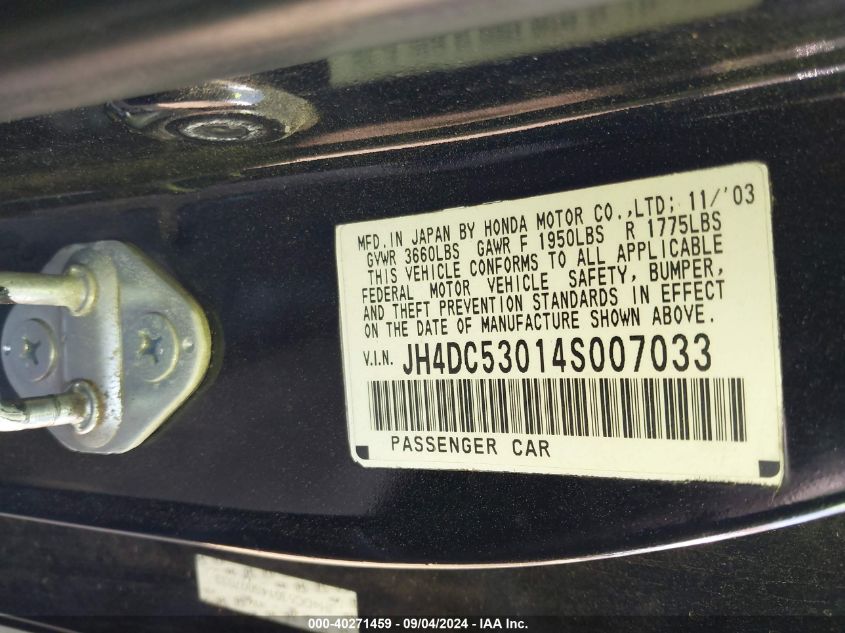 MFD. IN JAPAN BY HONDA MOTOR CO.,LTD; 11/'03
GVWR 3660LBS GAWR F 1950LBS R 1775LBS
THIS VEHICLE CONFORMS TO ALL APPLICABLE
FEDERAL MOTOR VEHICLE SAFETY, BUMPER,
AND THEFT PREVENTION STANDARDS IN EFFECT
ON THE DATE OF MANUFACTURE SHOWN ABOVE.
V.I.N. JH4DC53014S007033
PASSENGER CAR
000-40271459 - 09/04/2024 - IAA Inc.